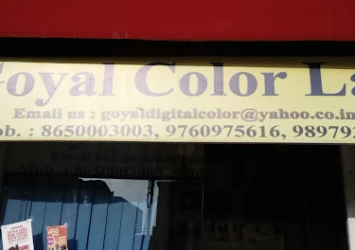 Goyal Color La
Email us : goyaldigitalcolor@yahoo.co.in
ob. : 8650003003, 9760975616, 98979